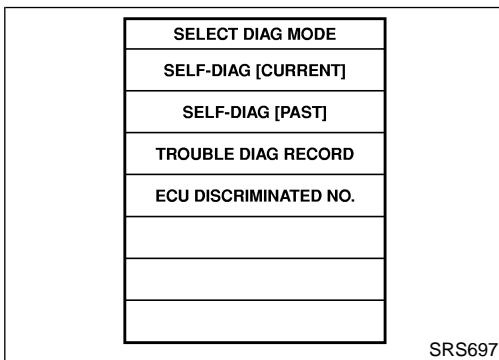 SELECT DIAG MODE
SELF-DIAG [CURRENT]
SELF-DIAG [PAST]
TROUBLE DIAG RECORD
ECU DISCRIMINATED NO.
SRS697